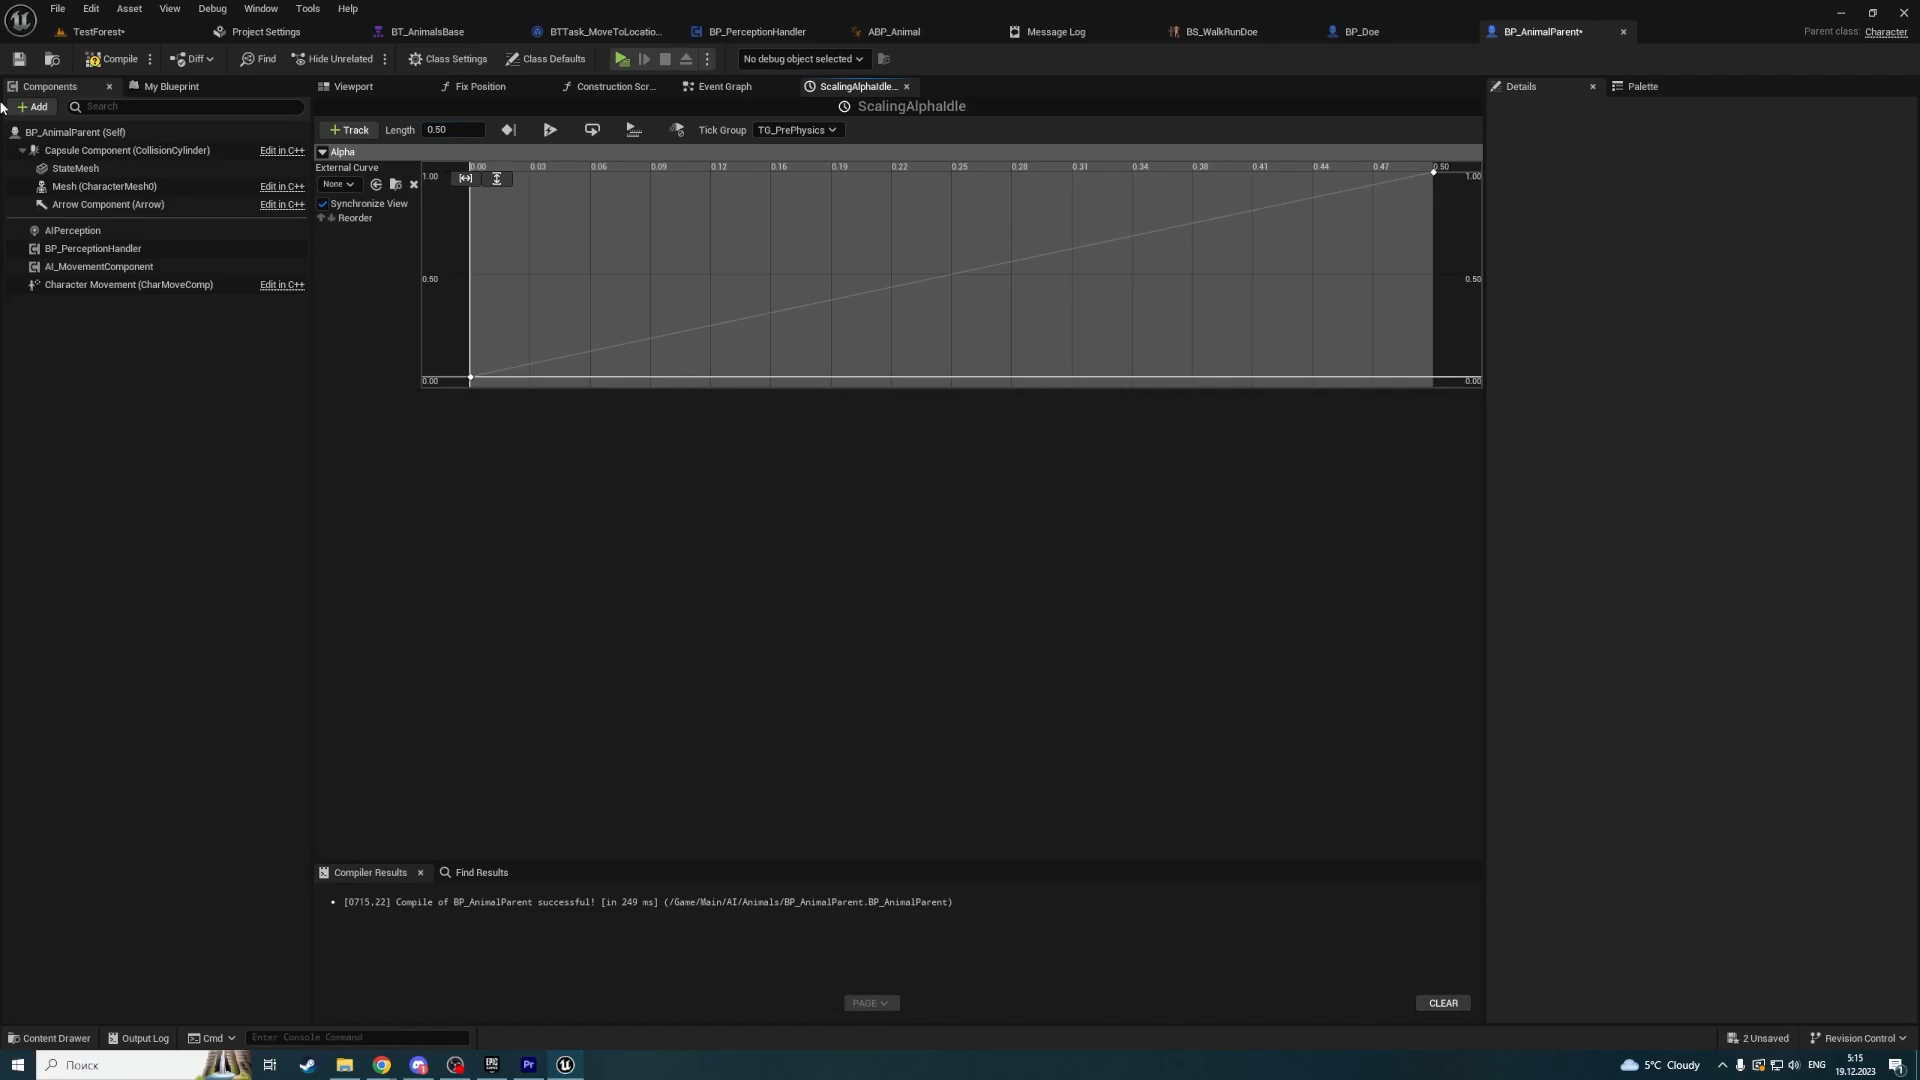 File Edit View Asset View Debug Window Tools Help
TestForest* Project Settings BT_AnimalsBase BTTask_MoveToLocatio... BP_PerceptionHandler ABP_Animal Message Log BS_WalkRunDoe BP_Doe BP_AnimalParent* Parent class: Character
Compile Diff Find Hide Unrelated Class Settings Class Defaults No debug object selected
Components My Blueprint Viewport Fix Position Construction Scr... Event Graph ScalingAlphaIdle... Details Palette
+ Add Search ScalingAlphaIdle
+ Track Length 0.50 Tick Group TG_PrePhysics
BP_AnimalParent (Self)
Capsule Component (CollisionCylinder) Edit in C++
StateMesh
Mesh (CharacterMesh0) Edit in C++
Arrow Component (Arrow) Edit in C++
AIPerception
BP_PerceptionHandler
AI_MovementComponent
Character Movement (CharMoveComp) Edit in C++
Alpha
External Curve
None
Synchronize View
Reorder
0.00 0.03 0.06 0.09 0.12 0.16 0.19 0.22 0.25 0.28 0.31 0.34 0.38 0.41 0.44 0.47 0.50
1.00 1.00
0.50 0.50
0.00 0.00
Compiler Results Find Results
[0715,22] Compile of BP_AnimalParent successful! [in 249 ms] (/Game/Main/AI/Animals/BP_AnimalParent.BP_AnimalParent)
PAGE CLEAR
Content Drawer Output Log Cmd Enter Console Command 2 Unsaved Revision Control
Поиск 5°C Cloudy ENG 5:15
19.12.2023